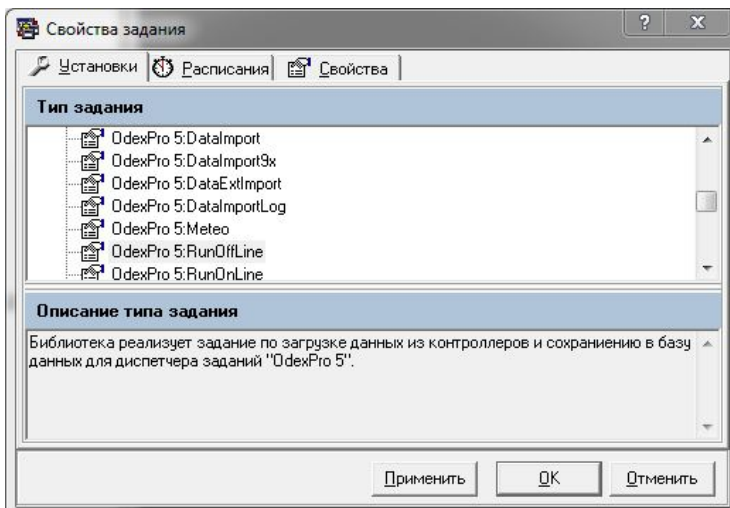 Свойства задания
Установки
Расписания
Свойства
Тип задания
OdexPro 5:DataImport
OdexPro 5:DataImport9x
OdexPro 5:DataExtImport
OdexPro 5:DataImportLog
OdexPro 5:Meteo
OdexPro 5:RunOffLine
OdexPro 5:RunOnLine
Описание типа задания
Библиотека реализует задание по загрузке данных из контроллеров и сохраниению в базу
данных для диспетчера заданий "OdexPro 5".
Применить
OK
Отменить